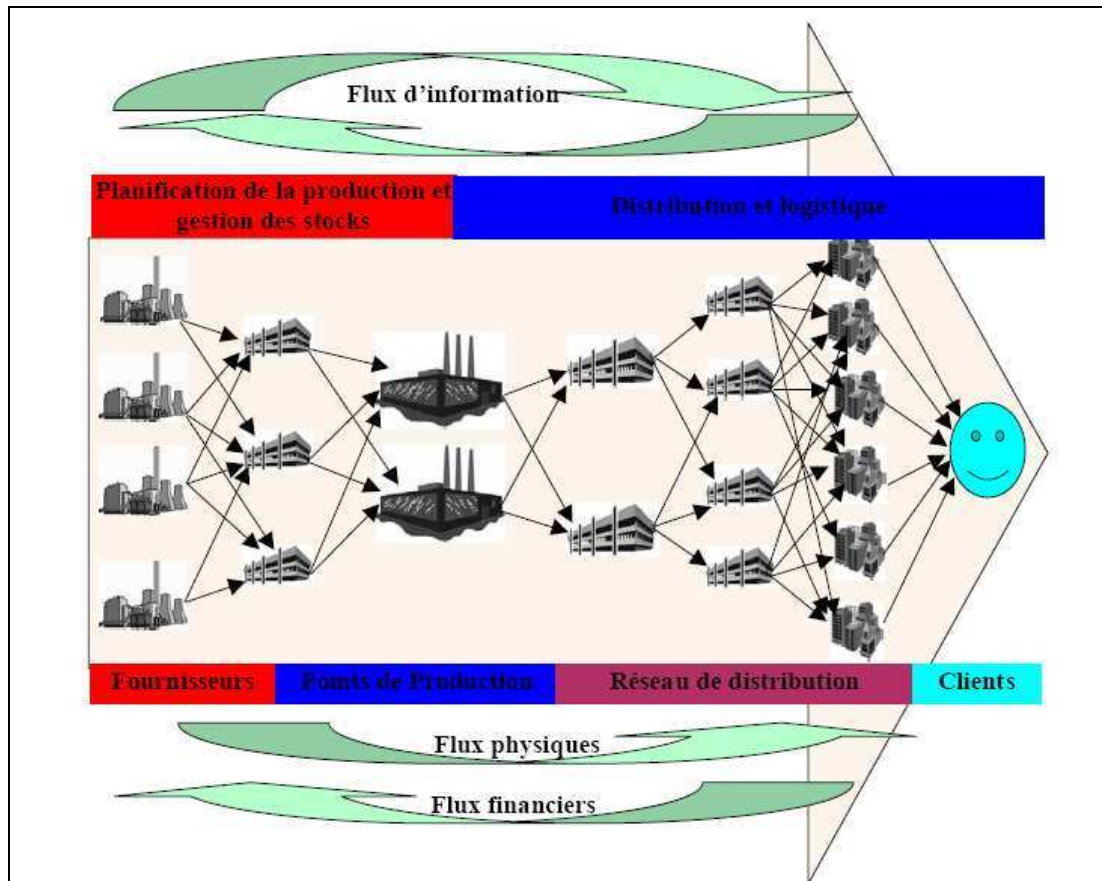 Flux d’information
Planification de la production et
gestion des stocks
Distribution et logistique
Fournisseurs
Points de Production
Réseau de distribution
Clients
Flux physiques
Flux financiers